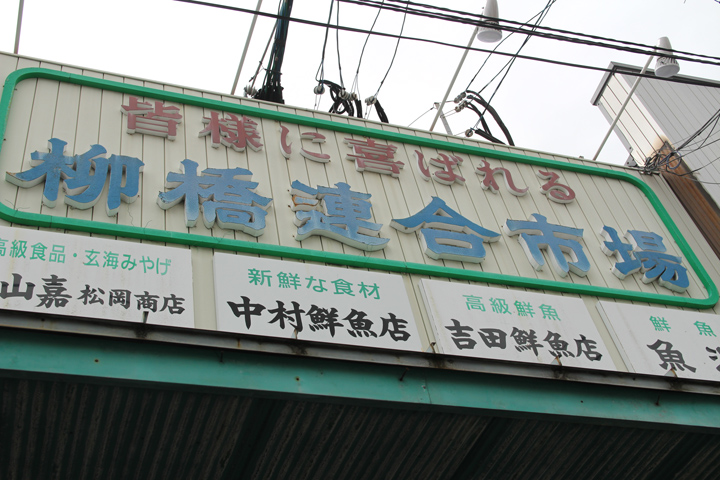 皆様に喜ばれる
柳橋連合市場
高級食品・玄海みやげ
山嘉 松岡商店
新鮮な食材
中村鮮魚店
高級鮮魚
吉田鮮魚店
鮮魚
魚